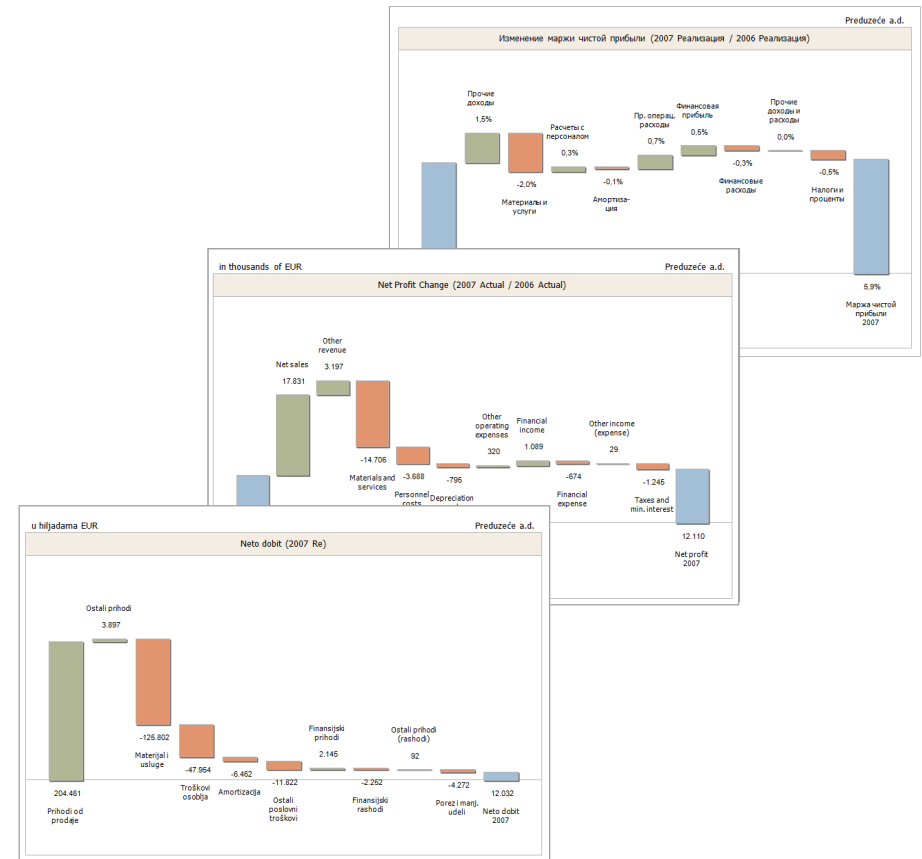 Preduzeće a.d.
Изменение маржи чистой прибыли (2007 Реализация / 2006 Реализация)
Прочие
доходы
1,5%
-2,0%
Материалы и
услуги
Расчеты с
персоналом
0,3%
-0,1%
Амортиза-
ция
Пр. операц.
расходы
0,7%
Финансовая
прибыль
0,5%
-0,3%
Финансовые
расходы
Прочие
доходы и
расходы
0,0%
-0,5%
Налоги и
проценты
5,9%
Маржа чистой
прибыли
2007
in thousands of EUR
Preduzeće a.d.
Net Profit Change (2007 Actual / 2006 Actual)
Net sales
17.831
Other
revenue
3.197
-14.706
Materials and
services
-3.688
Personnel
costs
-795
Depreciation
Other
operating
expenses
320
Financial
income
1.089
-674
Financial
expense
Other income
(expense)
29
-1.245
Taxes and
min. interest
12.110
Net profit
2007
u hiljadama EUR
Preduzeće a.d.
Neto dobit (2007 Re)
204.461
Prihodi od
prodaje
Ostali prihodi
3.897
-125.802
Materijal i
usluge
-47.954
Troškovi
osoblja
-6.462
Amortizacija
-11.822
Ostali
poslovni
troškovi
Finansijski
prihodi
2.145
-2.252
Finansijski
rashodi
Ostali prihodi
(rashodi)
92
-4.272
Porez i manj.
udeli
12.032
Neto dobit
2007